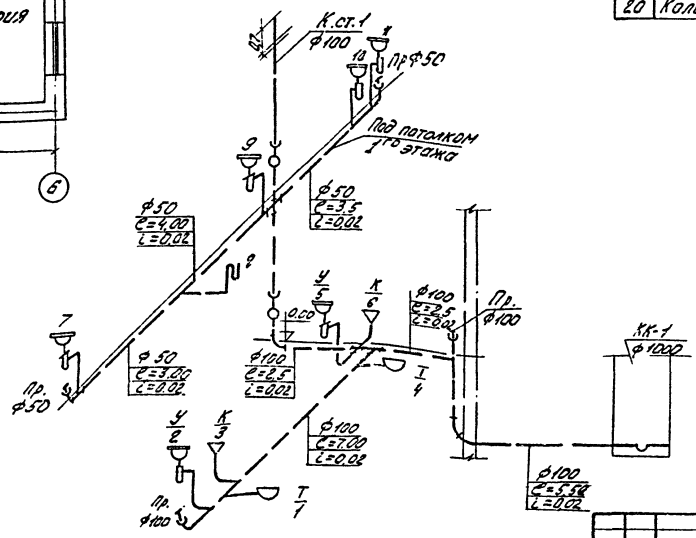 20
6
К.ст.1
ф100
10
Пр ф50
9
Под потолком
1го этажа
ф50
ℓ=3,5
i=0,02
ф50
ℓ=4,00
i=0,02
8
7
Пр.
ф50
ф50
ℓ=3,00
i=0,02
0.00
У
5
К
6
ф100
ℓ=2,5
i=0,02
Пр.
ф100
КК-1
ф1000
ф100
ℓ=2,5
i=0,02
Т
4
У
2
К
3
ф100
ℓ=7,00
i=0,02
Т
1
Пр.
ф100
ф100
ℓ=5,50
i=0,02